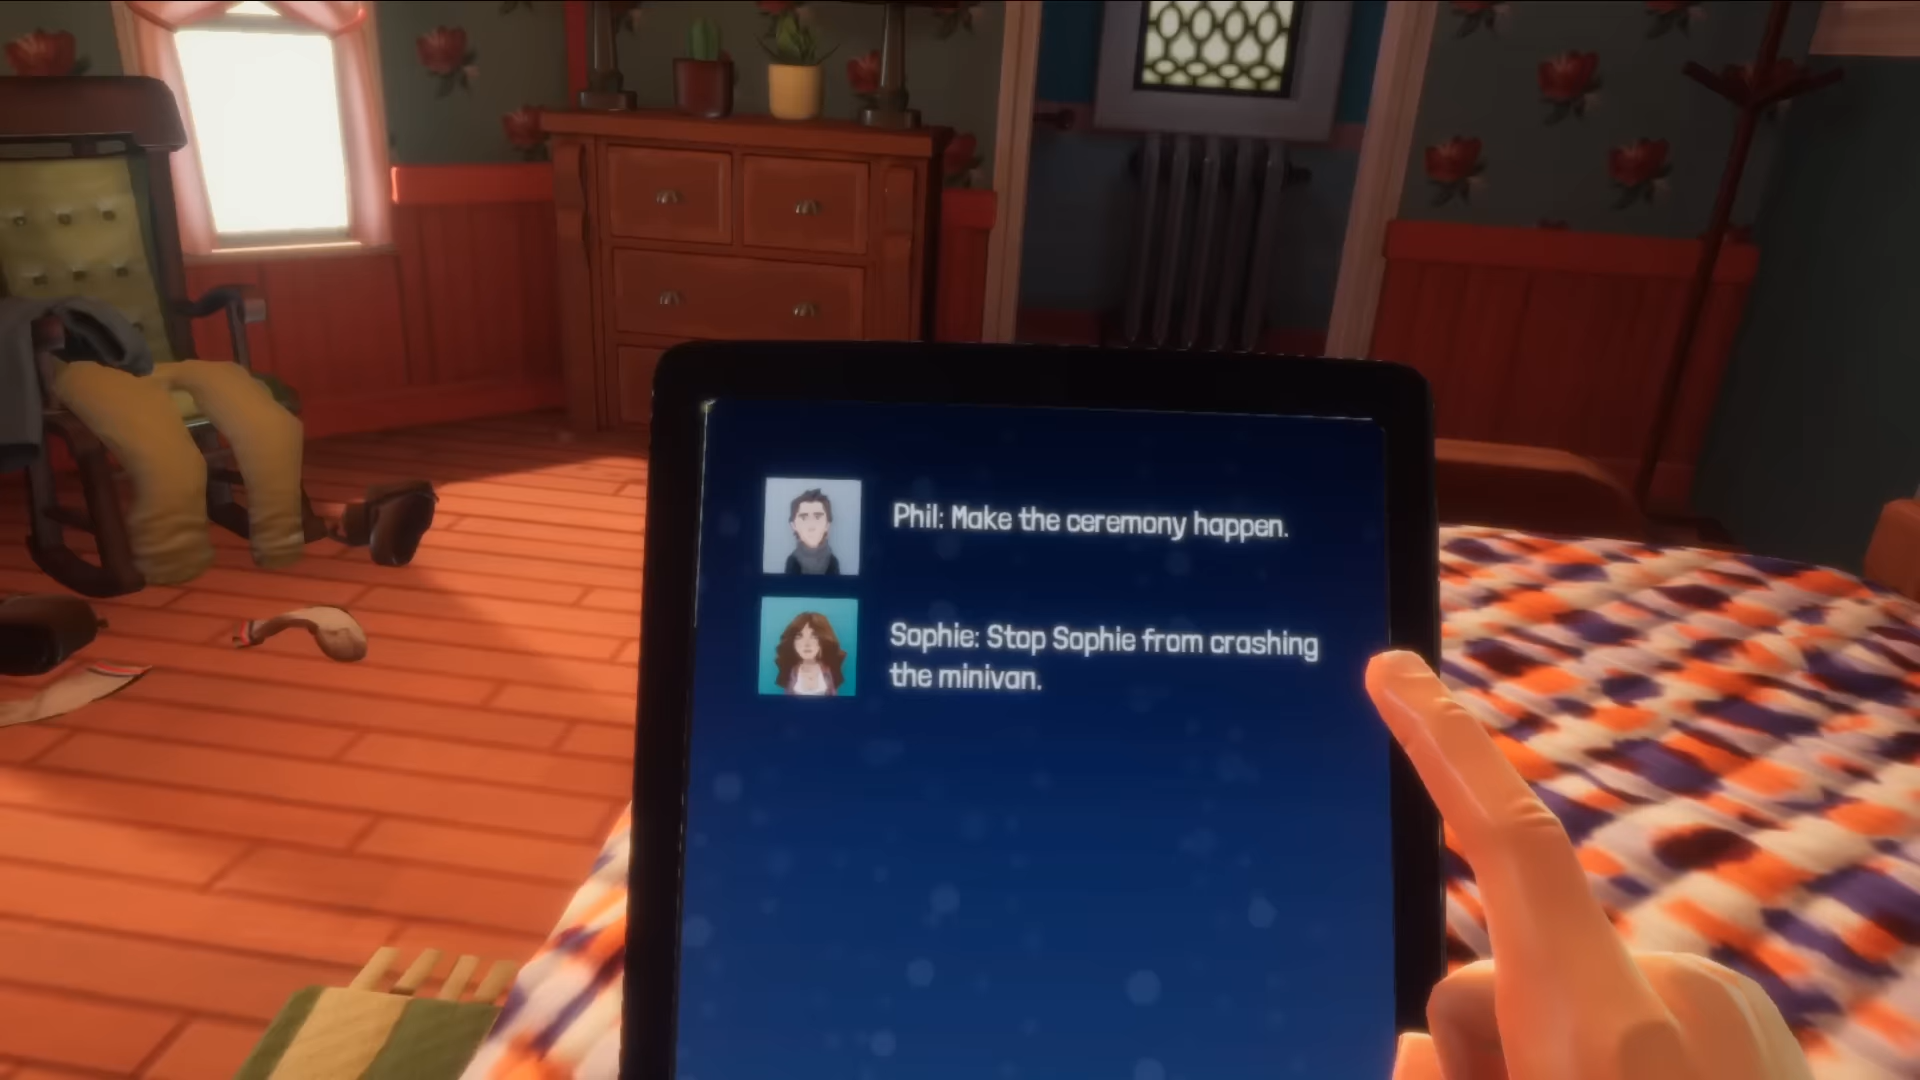 Phil: Make the ceremony happen.
Sophie: Stop Sophie from crashing
the minivan.